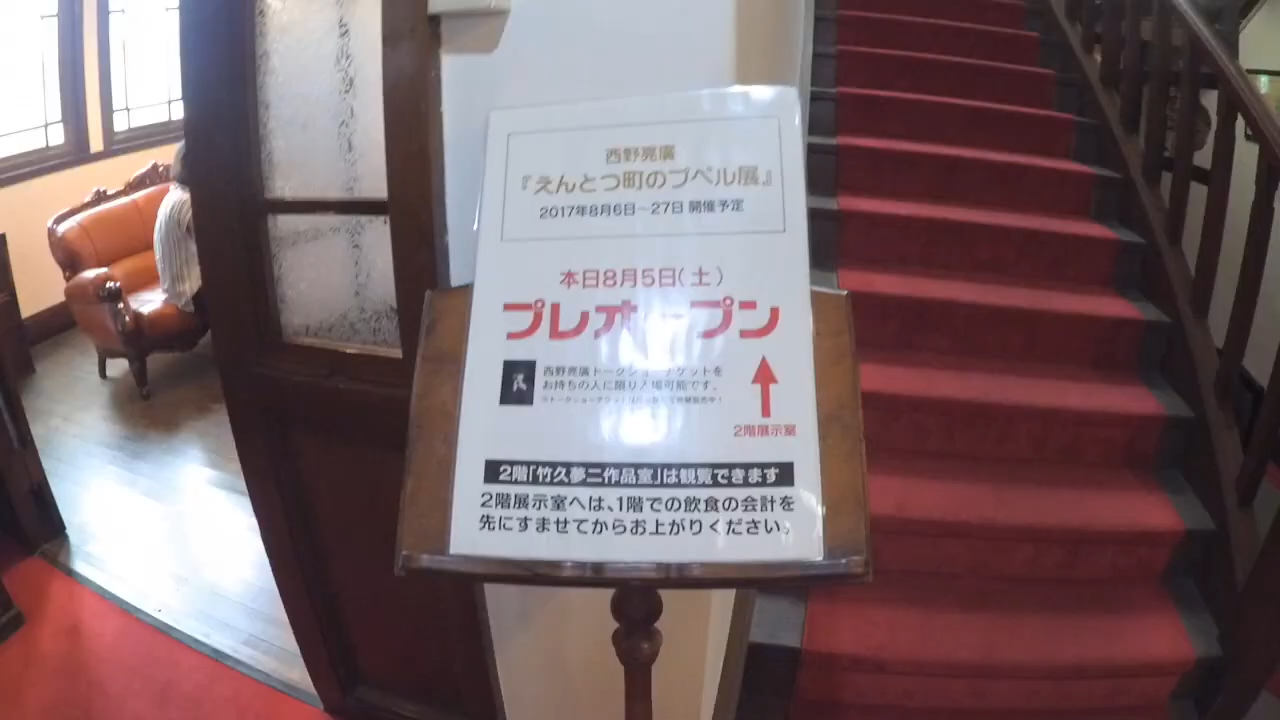 西野亮廣
『えんとつ町のプペル展』
2017年8月6日~27日 開催予定
本日8月5日(土)
プレオープン
西野亮廣トークショーチケットを
お持ちの人に限り入場可能です。
2階展示室
2階「竹久夢二作品室」は観覧できます
2階展示室へは、1階での飲食の会計を
先にすませてからお上がりください。